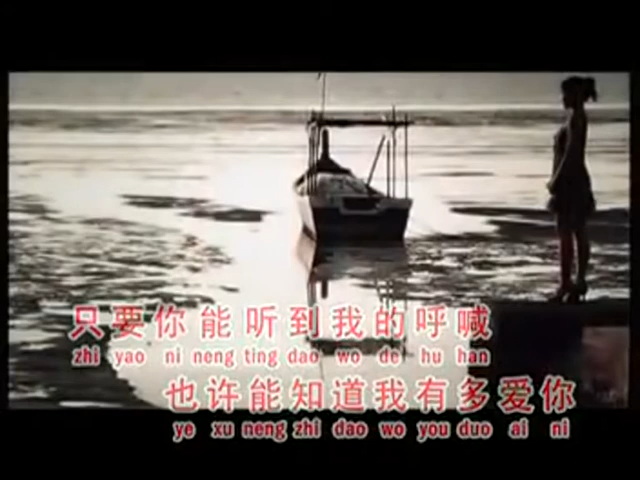 只要你能听到我的呼喊
zhi yao ni neng ting dao wo de hu han
也许能知道我有多爱你
ye xu neng zhi dao wo you duo ai ni